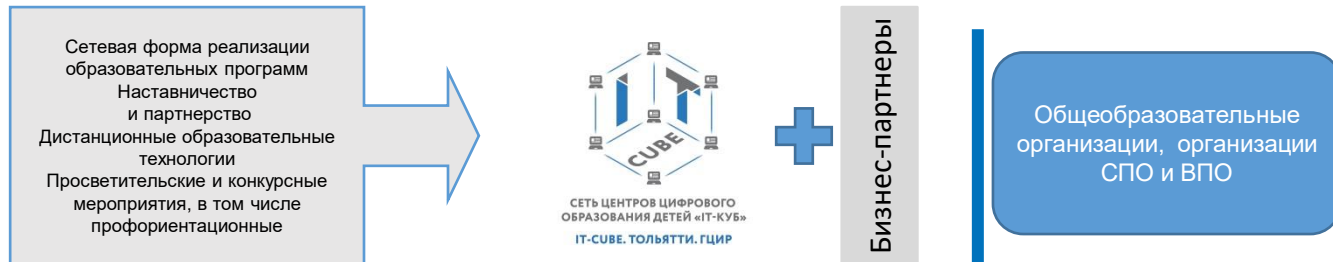 Сетевая форма реализации
образовательных программ
Наставничество
и партнерство
Дистанционные образовательные
технологии
Просветительские и конкурсные
мероприятия, в том числе
профориентационные
IT
CUBE
СЕТЬ ЦЕНТРОВ ЦИФРОВОГО
ОБРАЗОВАНИЯ ДЕТЕЙ «IT-КУБ»
IT-CUBE. ТОЛЬЯТТИ. ГЦИР
Бизнес-партнеры
Общеобразовательные
организации, организации
СПО и ВПО